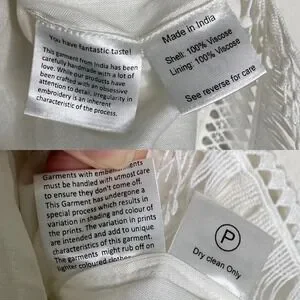 You have fantastic taste!
This garment from India has been
carefully handmade with a lot of
love. While our products have
been crafted with an obsessive
attention to detail. Irregularity in
embroidery is an inherent
characteristic of the process.
Made in India
Shell: 100% Viscose
Lining: 100% Viscose
See reverse for care
Garments with
must be handled with utmost care
to ensure they don't come off.
This Garment has undergone a
special process which results in
variation in shading and colour of
the prints. The variation in prints
are intended and add to unique
characteristics of this garment.
The garments might rub off on
lighter coloured clothes
P
Dry clean Only